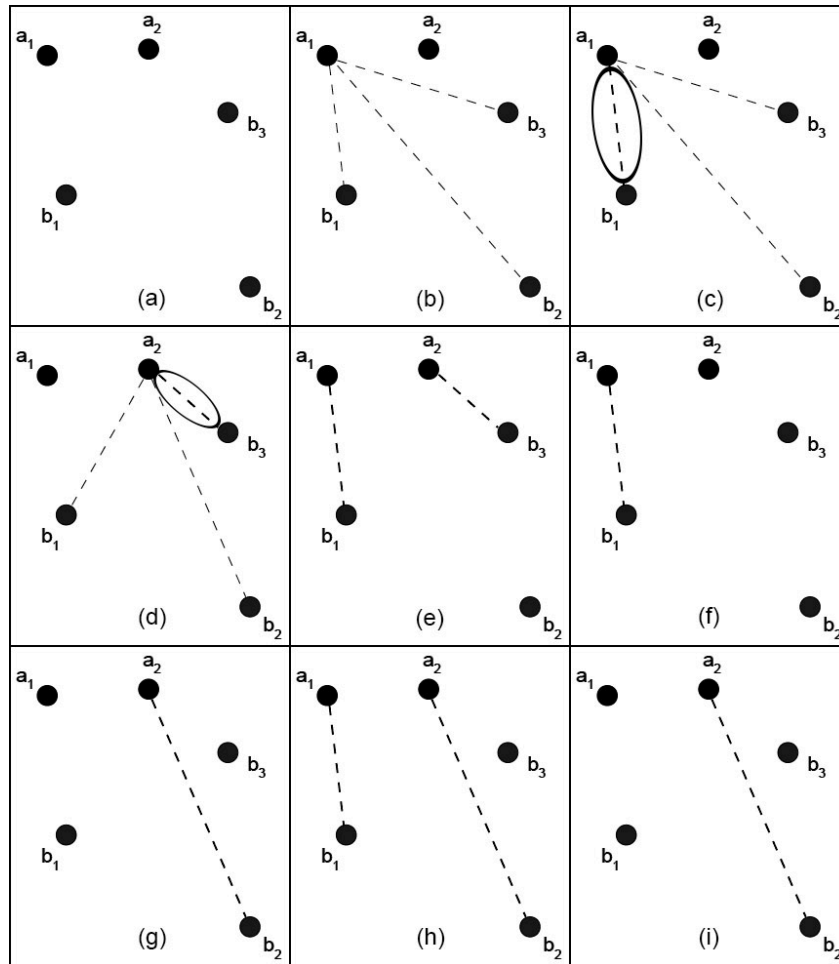 a₁ a₂
b₃
b₁
b₂
(a)
a₁ a₂
b₃
b₁
b₂
(b)
a₁ a₂
b₃
b₁
b₂
(c)
a₁ a₂
b₃
b₁
b₂
(d)
a₁ a₂
b₃
b₁
b₂
(e)
a₁ a₂
b₃
b₁
b₂
(f)
a₁ a₂
b₃
b₁
b₂
(g)
a₁ a₂
b₃
b₁
b₂
(h)
a₁ a₂
b₃
b₁
b₂
(i)